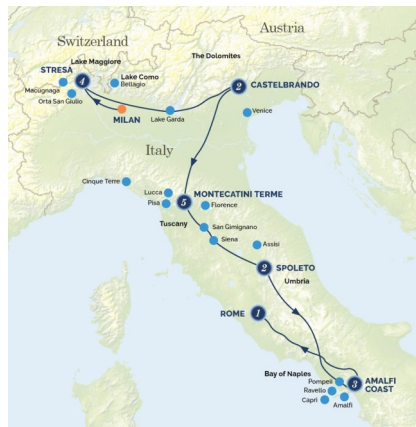 Austria
Switzerland
Lake Maggiore
The Dolomites
STRESA
4
Lake Como
Bellagio
2
CASTELBRANDO
Macugnaga
Orta San Giulio
MILAN
Lake Garda
Venice
Italy
Cinque Terre
Lucca
Pisa
5
MONTECATINI TERME
Florence
Tuscany
San Gimignano
Siena
Assisi
2
SPOLETO
Umbria
ROME
1
Bay of Naples
Pompeii
3
AMALFI
COAST
Ravello
Capri
Amalfi